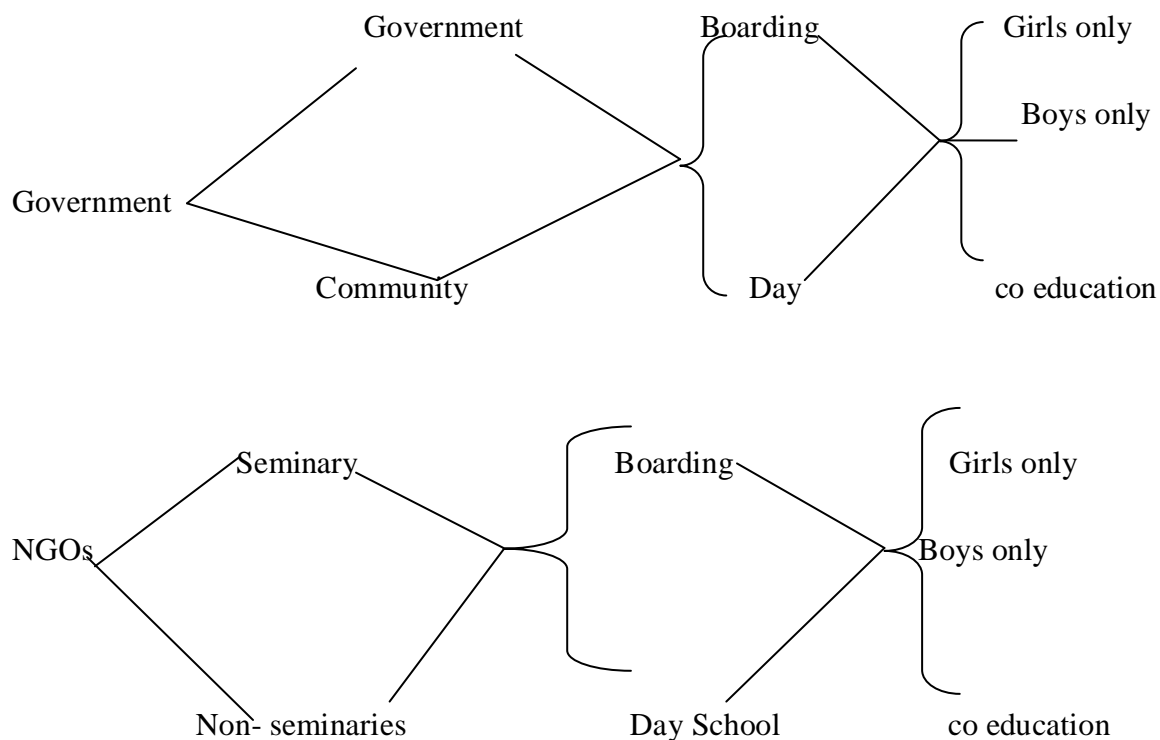 Government Boarding Girls only
Boys only
Government
Community Day co education
Seminary Boarding Girls only
NGOs Boys only
Non- seminaries Day School co education